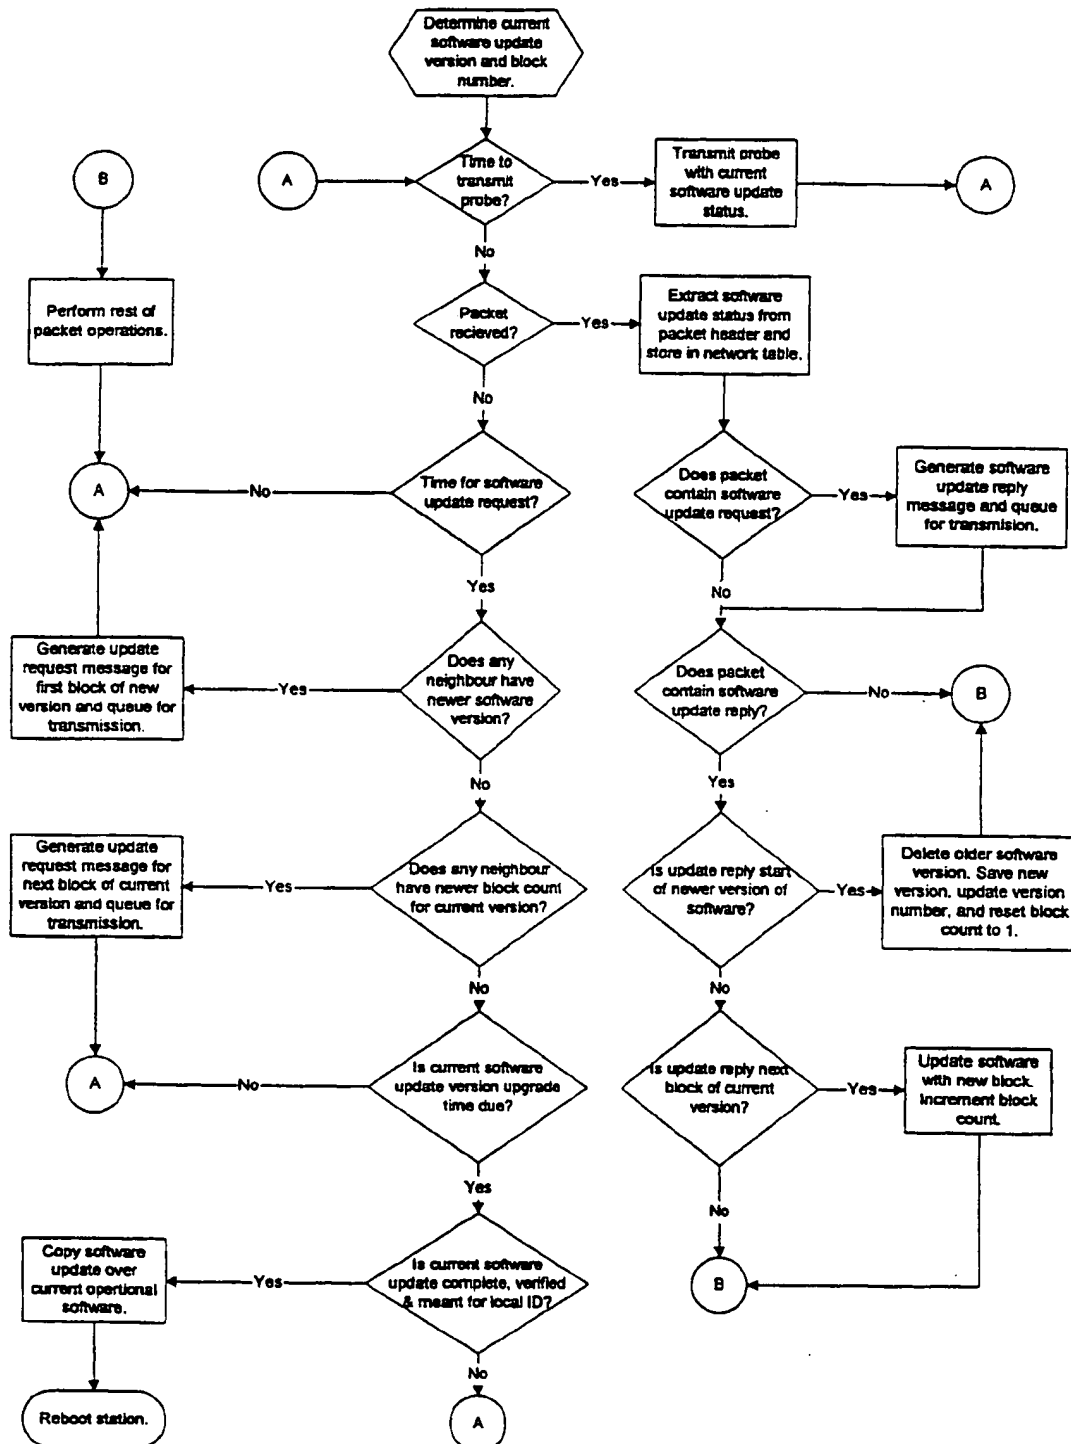 Determine current
software update
version and block
number.
B
A
Time to
transmit
probe?
Yes
Transmit probe
with current
software update
status.
A
No
Perform rest of
packet operations.
Packet
recieved?
Yes
Extract software
update status from
packet header and
store in network table.
No
A
No
Time for software
update request?
Does packet
contain software
update request?
Yes
Generate software
update reply
message and queue
for transmision.
Yes
No
Generate update
request message for
first block of new
version and queue for
transmission.
Yes
Does any
neighbour have
newer software
version?
Does packet
contain software
update reply?
No
B
No
Yes
Generate update
request message for
next block of current
version and queue for
transmission.
Yes
Does any neighbour
have newer block count
for current version?
Is update reply start
of newer version of
software?
Yes
Delete older software
version. Save new
version, update version
number, and reset block
count to 1.
No
No
A
No
Is current software
update version upgrade
time due?
Is update reply next
block of current
version?
Yes
Update software
with new block.
Increment block
count.
Yes
No
Copy software
update over
current opertional
software.
Yes
Is current software
update complete, verified
& meant for local ID?
B
No
Reboot station.
A